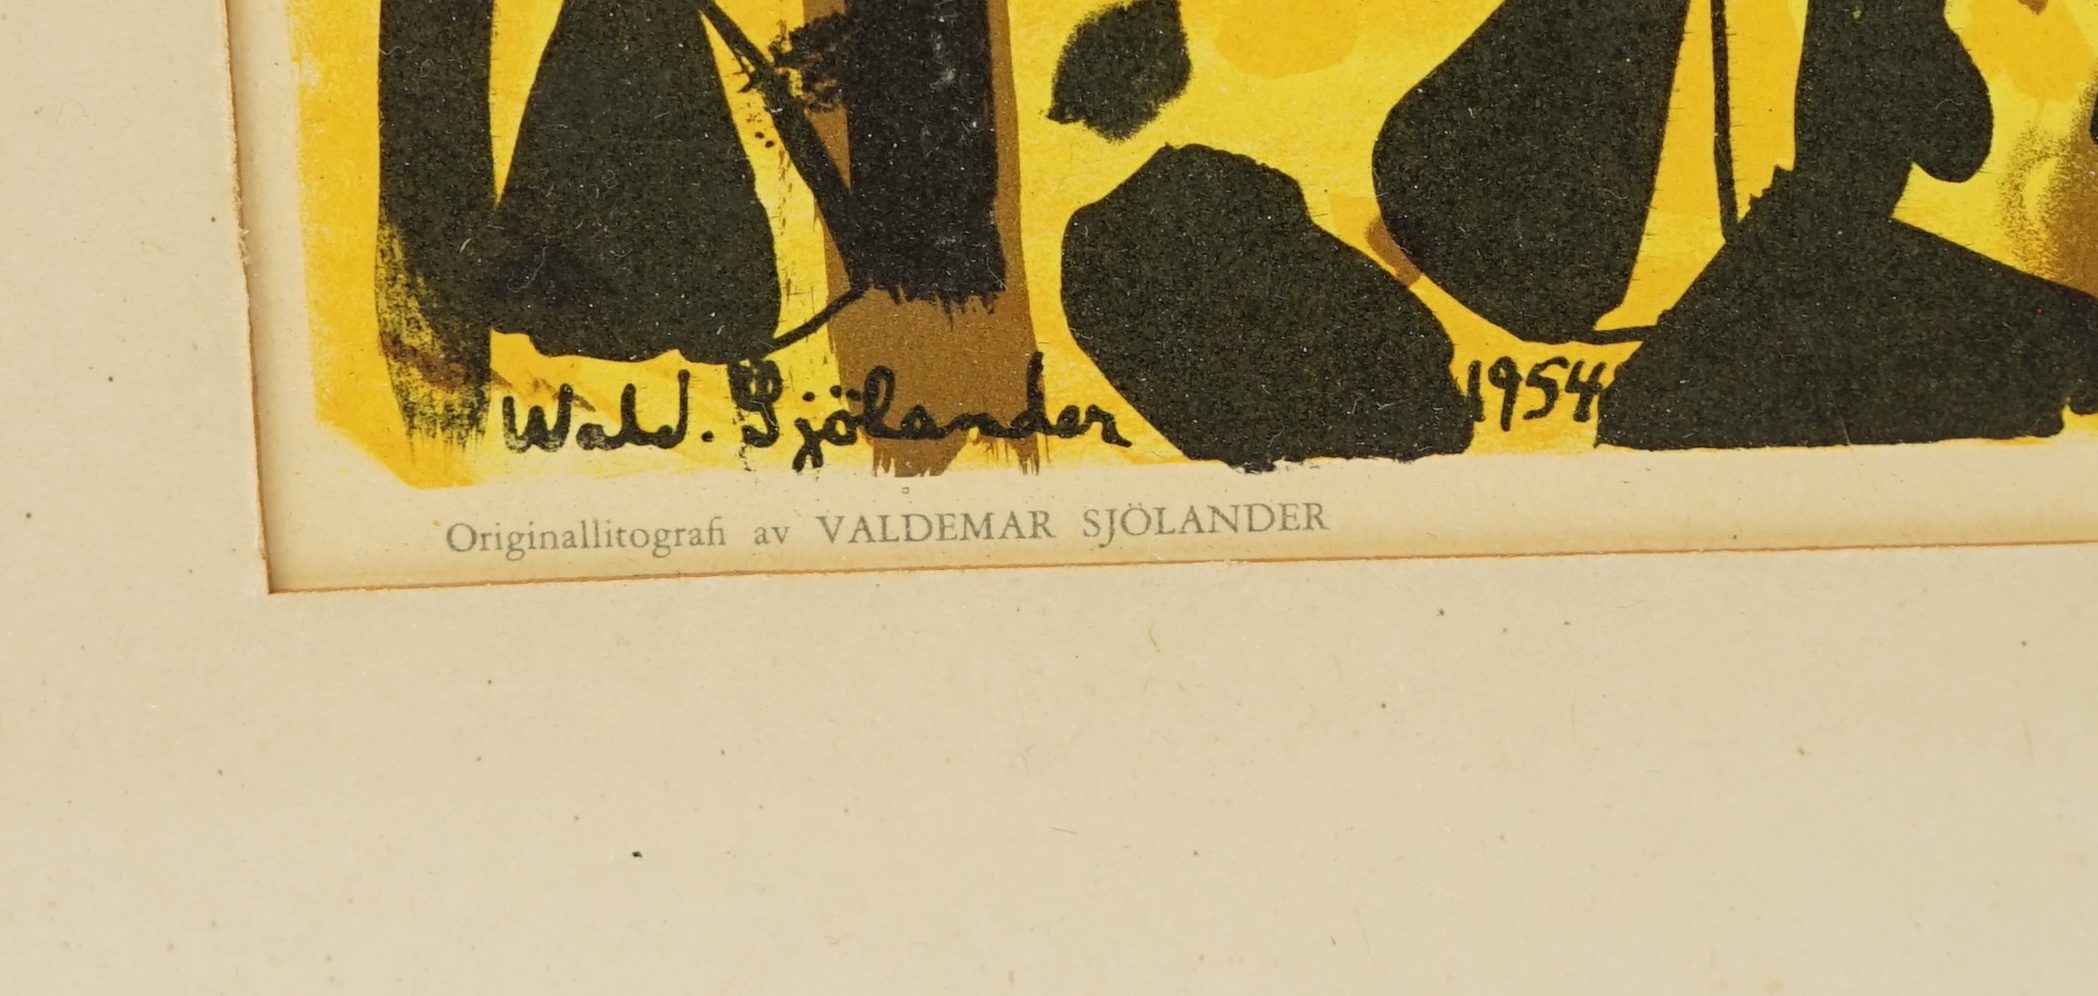 Wald. Sjölander 1954
Originallitografi av VALDEMAR SJÖLANDER